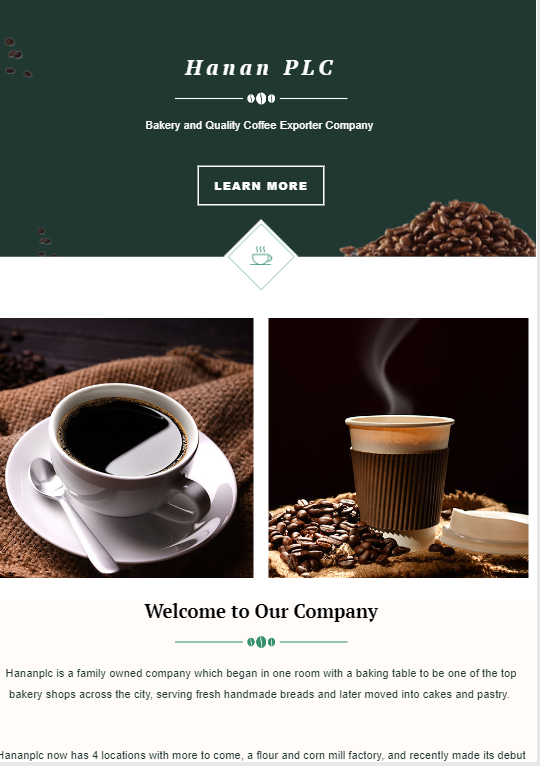 Hanan PLC
Bakery and Quality Coffee Exporter Company
LEARN MORE
Welcome to Our Company
Hananplc is a family owned company which began in one room with a baking table to be one of the top
bakery shops across the city, serving fresh handmade breads and later moved into cakes and pastry.
Hananplc now has 4 locations with more to come, a flour and corn mill factory, and recently made its debut